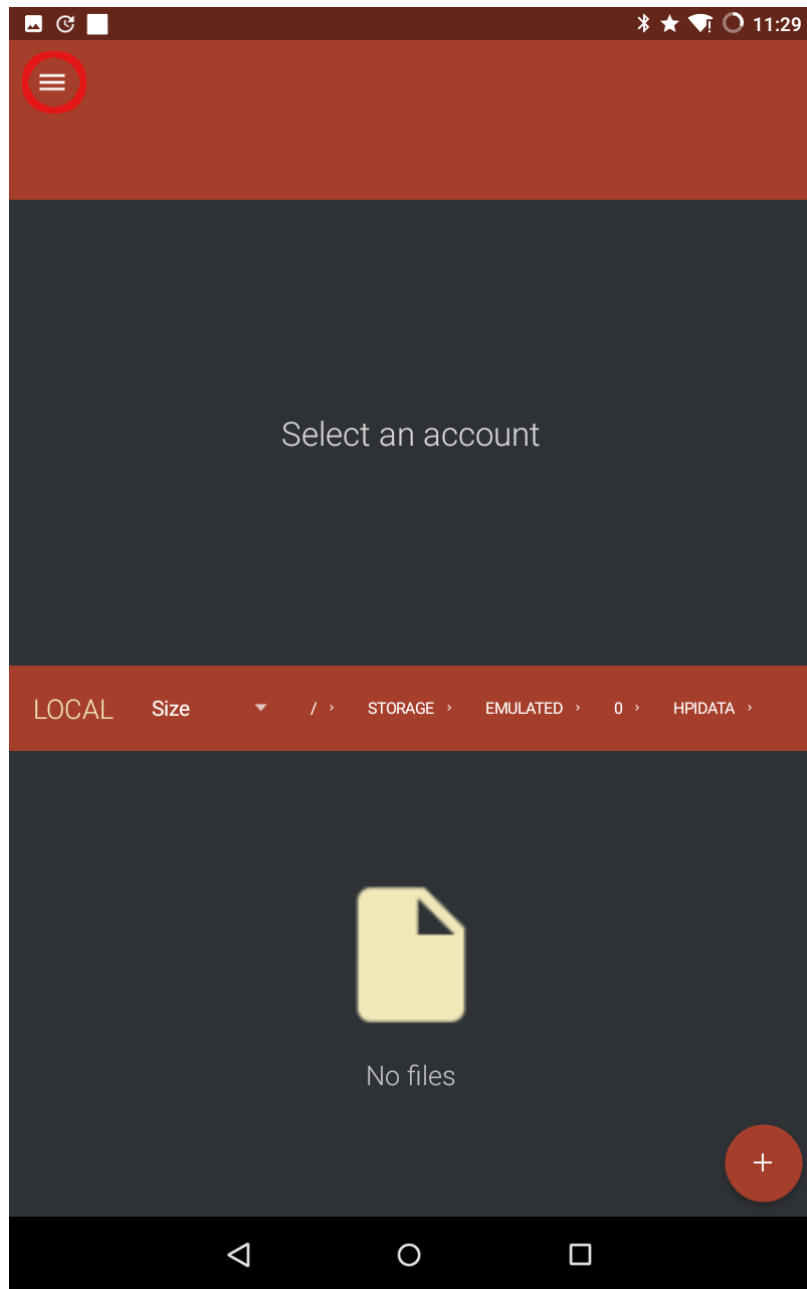 11:29
Select an account
LOCAL Size / › STORAGE › EMULATED › 0 › HPIDATA ›
No files
+